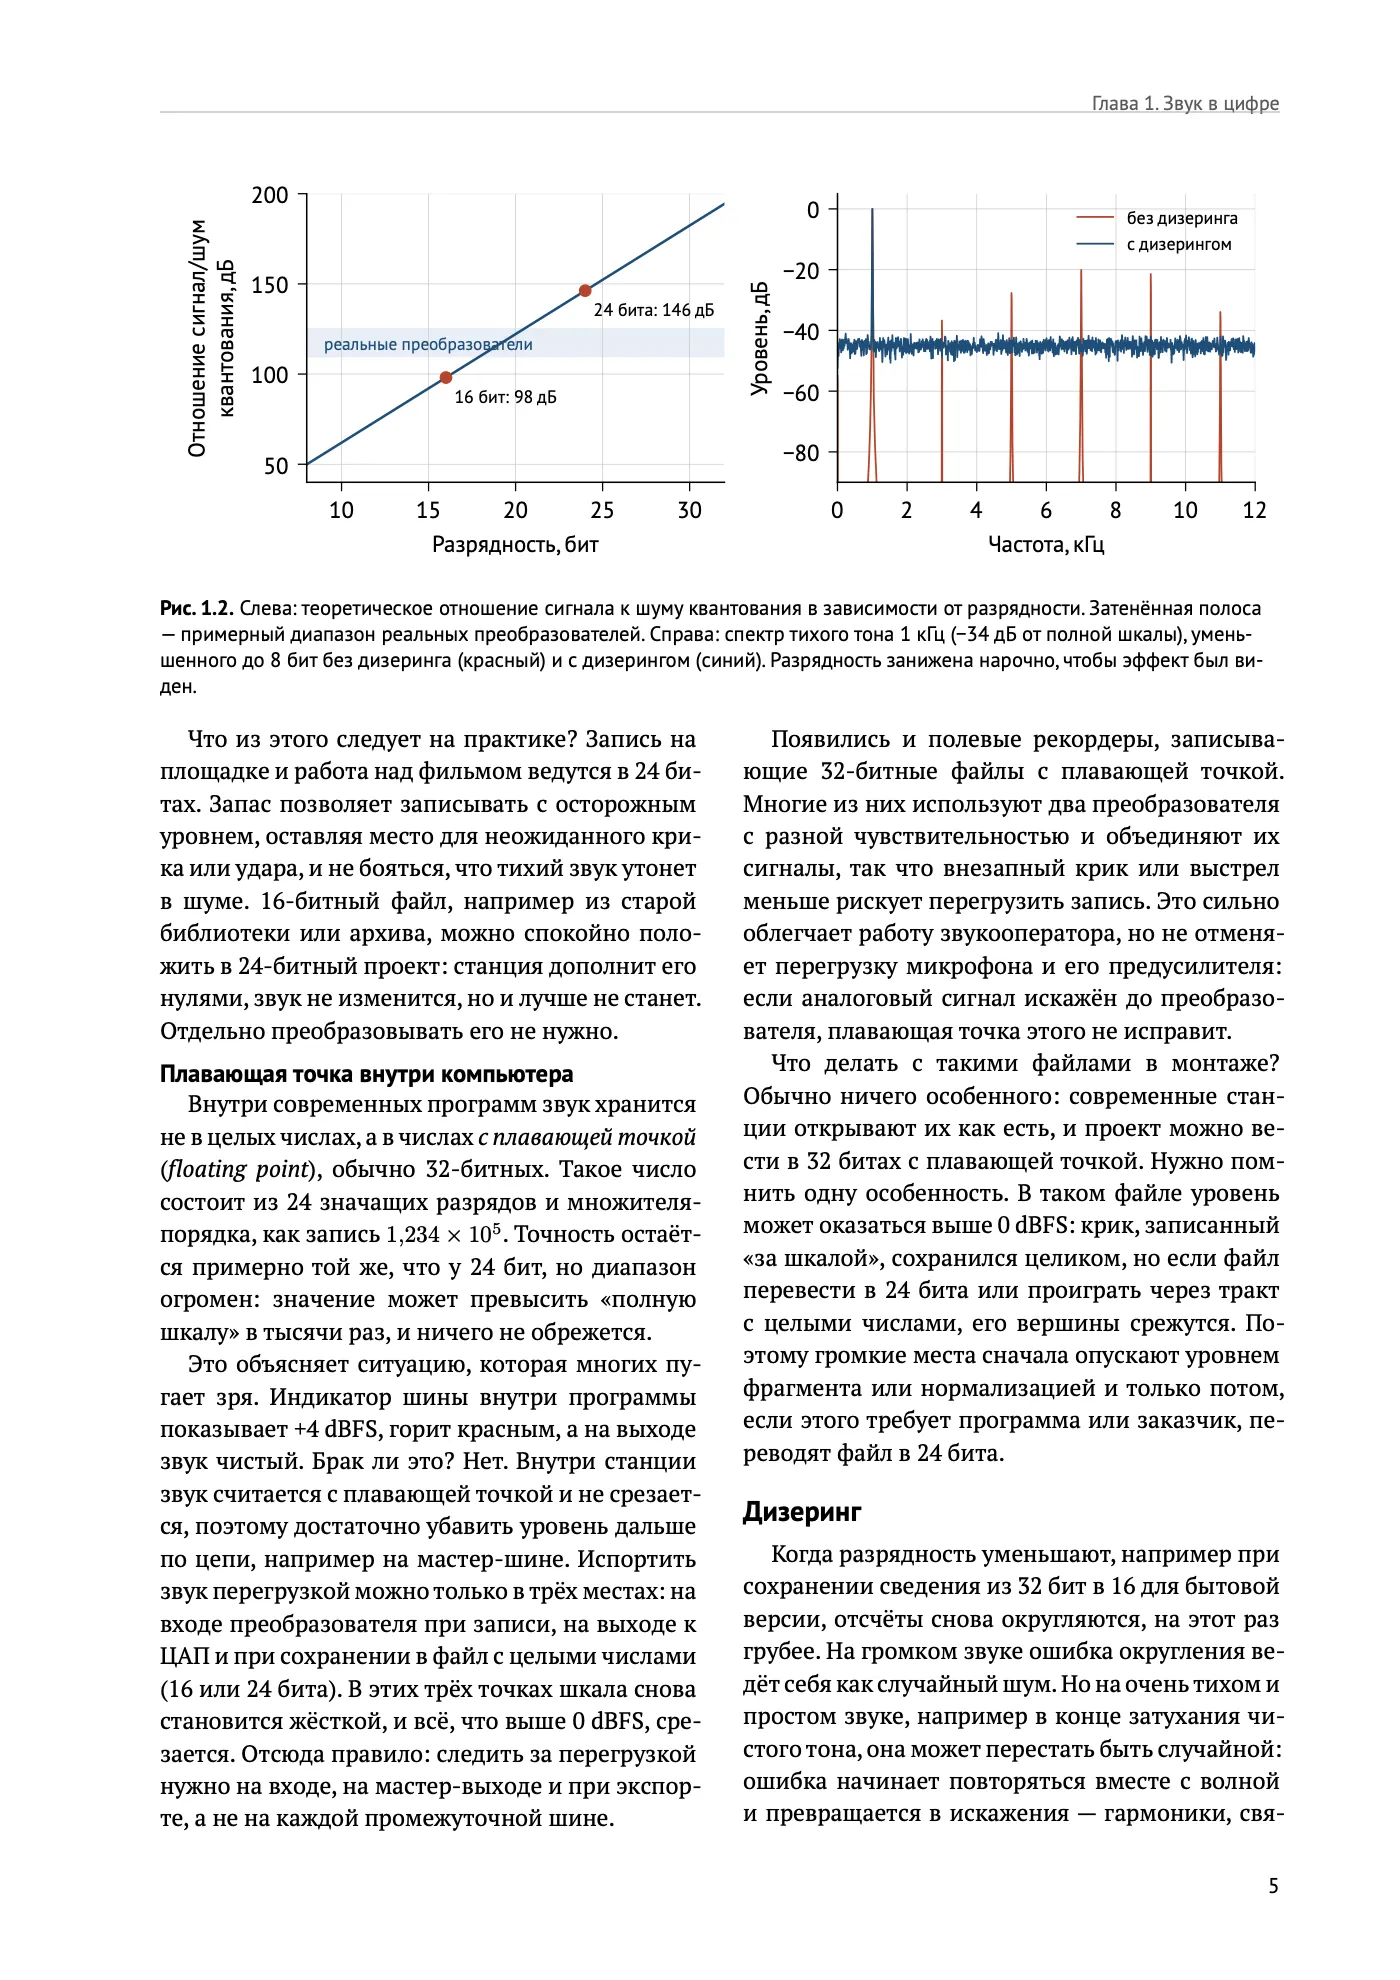 Глава 1. Звук в цифре
Отношение сигнал/шум
квантования, дБ
200
150
100
50
24 бита: 146 дБ
реальные преобразователи
16 бит: 98 дБ
10 15 20 25 30
Разрядность, бит
Уровень, дБ
0
−20
−40
−60
−80
без дизеринга
с дизерингом
0 2 4 6 8 10 12
Частота, кГц
Рис. 1.2. Слева: теоретическое отношение сигнала к шуму квантования в зависимости от разрядности. Затенённая полоса
— примерный диапазон реальных преобразователей. Справа: спектр тихого тона 1 кГц (−34 дБ от полной шкалы), умень-
шенного до 8 бит без дизеринга (красный) и с дизерингом (синий). Разрядность занижена нарочно, чтобы эффект был ви-
ден.
Что из этого следует на практике? Запись на
площадке и работа над фильмом ведутся в 24 би-
тах. Запас позволяет записывать с осторожным
уровнем, оставляя место для неожиданного кри-
ка или удара, и не бояться, что тихий звук утонет
в шуме. 16-битный файл, например из старой
библиотеки или архива, можно спокойно поло-
жить в 24-битный проект: станция дополнит его
нулями, звук не изменится, но и лучше не станет.
Отдельно преобразовывать его не нужно.
Плавающая точка внутри компьютера
Внутри современных программ звук хранится
не в целых числах, а в числах с плавающей точкой
(floating point), обычно 32-битных. Такое число
состоит из 24 значащих разрядов и множителя-
порядка, как запись 1,234 × 10⁵. Точность остаёт-
ся примерно той же, что у 24 бит, но диапазон
огромен: значение может превысить «полную
шкалу» в тысячи раз, и ничего не обрежется.
Это объясняет ситуацию, которая многих пу-
гает зря. Индикатор шины внутри программы
показывает +4 dBFS, горит красным, а на выходе
звук чистый. Брак ли это? Нет. Внутри станции
звук считается с плавающей точкой и не срезает-
ся, поэтому достаточно убавить уровень дальше
по цепи, например на мастер-шине. Испортить
звук перегрузкой можно только в трёх местах: на
входе преобразователя при записи, на выходе к
ЦАП и при сохранении в файл с целыми числами
(16 или 24 бита). В этих трёх точках шкала снова
становится жёсткой, и всё, что выше 0 dBFS, сре-
зается. Отсюда правило: следить за перегрузкой
нужно на входе, на мастер-выходе и при экспор-
те, а не на каждой промежуточной шине.
Появились и полевые рекордеры, записыва-
ющие 32-битные файлы с плавающей точкой.
Многие из них используют два преобразователя
с разной чувствительностью и объединяют их
сигналы, так что внезапный крик или выстрел
меньше рискует перегрузить запись. Это сильно
облегчает работу звукооператора, но не отменя-
ет перегрузку микрофона и его предусилителя:
если аналоговый сигнал искажён до преобразо-
вателя, плавающая точка этого не исправит.
Что делать с такими файлами в монтаже?
Обычно ничего особенного: современные стан-
ции открывают их как есть, и проект можно ве-
сти в 32 битах с плавающей точкой. Нужно пом-
нить одну особенность. В таком файле уровень
может оказаться выше 0 dBFS: крик, записанный
«за шкалой», сохранился целиком, но если файл
перевести в 24 бита или проиграть через тракт
с целыми числами, его вершины срежутся. По-
этому громкие места сначала опускают уровнем
фрагмента или нормализацией и только потом,
если этого требует программа или заказчик, пе-
реводят файл в 24 бита.
Дизеринг
Когда разрядность уменьшают, например при
сохранении сведения из 32 бит в 16 для бытовой
версии, отсчёты снова округляются, на этот раз
грубее. На громком звуке ошибка округления ве-
дёт себя как случайный шум. Но на очень тихом и
простом звуке, например в конце затухания чи-
стого тона, она может перестать быть случайной:
ошибка начинает повторяться вместе с волной
и превращается в искажения — гармоники, свя-
5